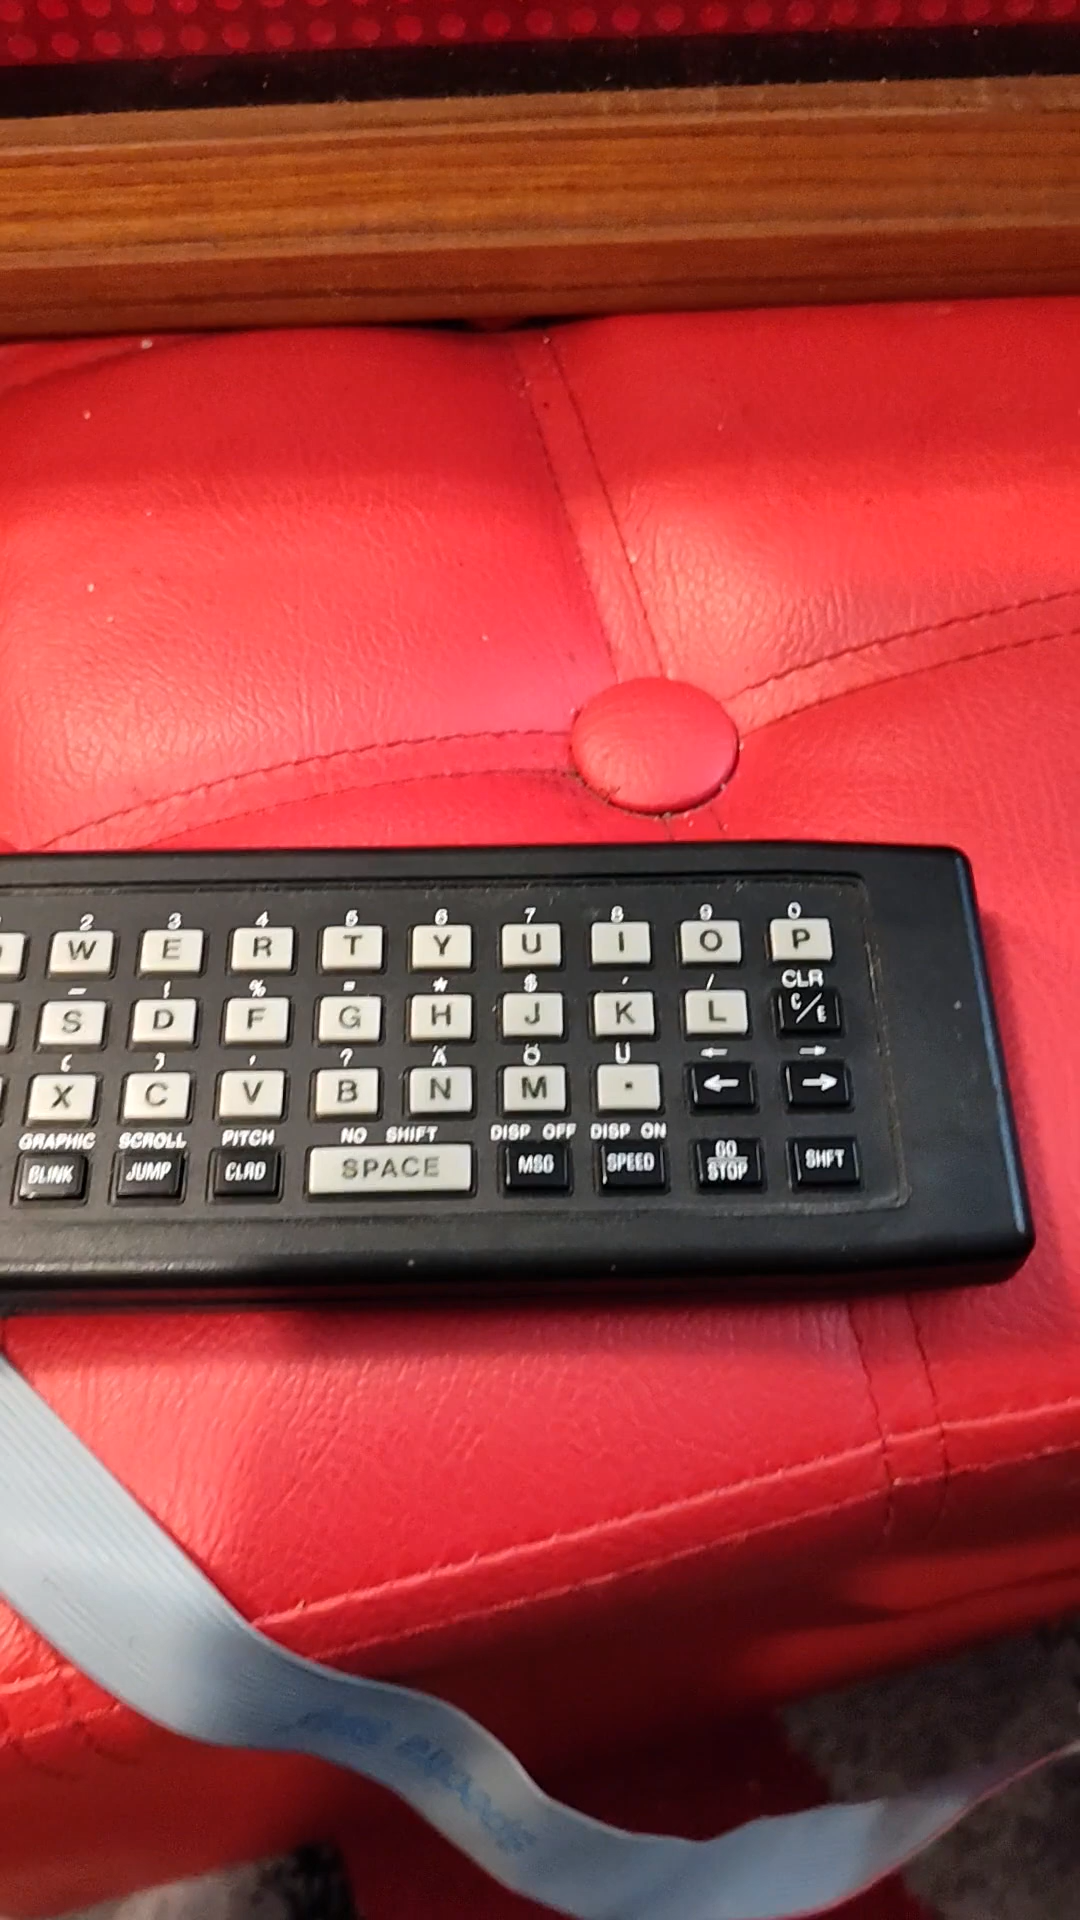 2 3 4 5 6 7 8 9 0
W E R T Y U I O P
— ! % = * $ ' / CLR
S D F G H J K L C/E
( ) , ? Ä Ö Ü ← →
X C V B N M . ← →
GRAPHIC SCROLL PITCH NO SHIFT DISP OFF DISP ON
BLINK JUMP CLAD SPACE MSG SPEED GO STOP SHFT